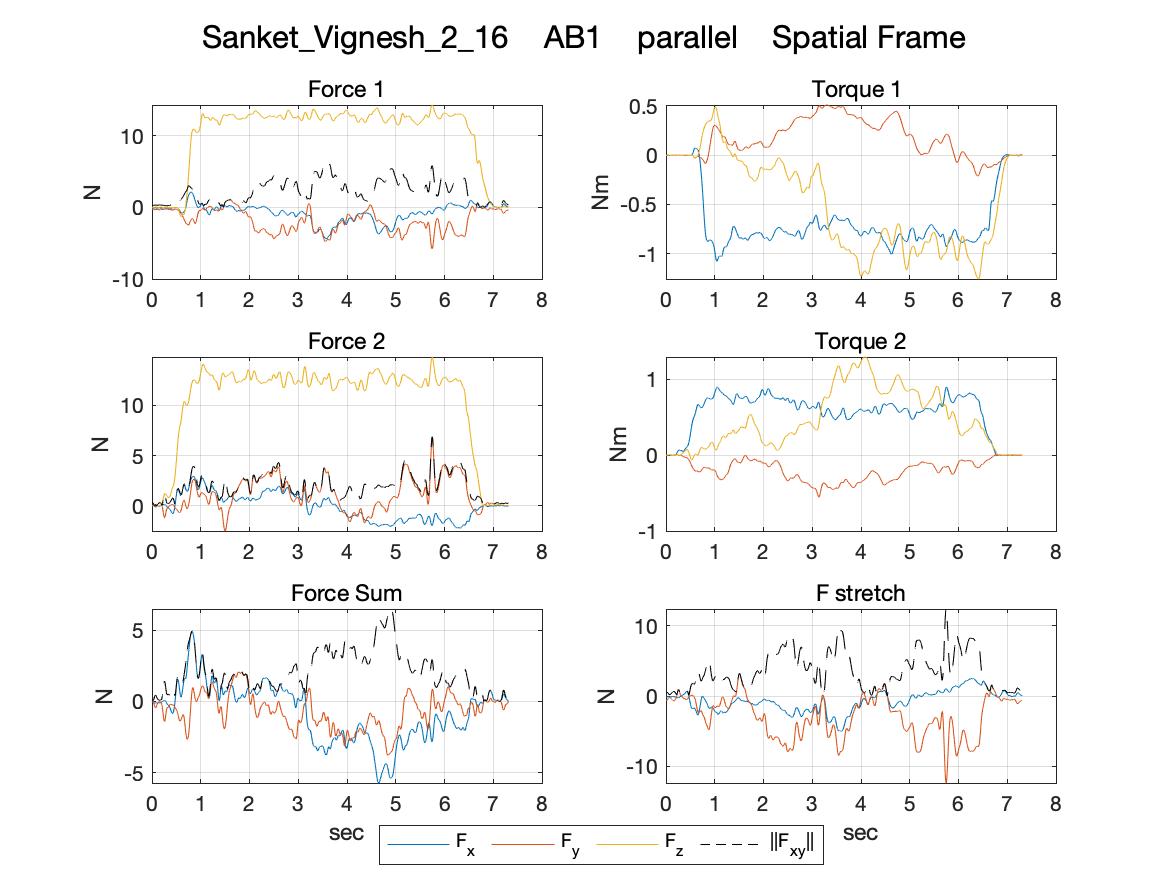 Sanket_Vignesh_2_16 AB1 parallel Spatial Frame
Force 1
10
0
-10
N
0 1 2 3 4 5 6 7 8
Torque 1
0.5
0
-0.5
-1
Nm
0 1 2 3 4 5 6 7 8
Force 2
10
5
0
N
0 1 2 3 4 5 6 7 8
Torque 2
1
0
-1
Nm
0 1 2 3 4 5 6 7 8
Force Sum
5
0
-5
N
0 1 2 3 4 5 6 7 8
sec
F stretch
10
0
-10
N
0 1 2 3 4 5 6 7 8
sec
Fx Fy Fz ||Fxy||